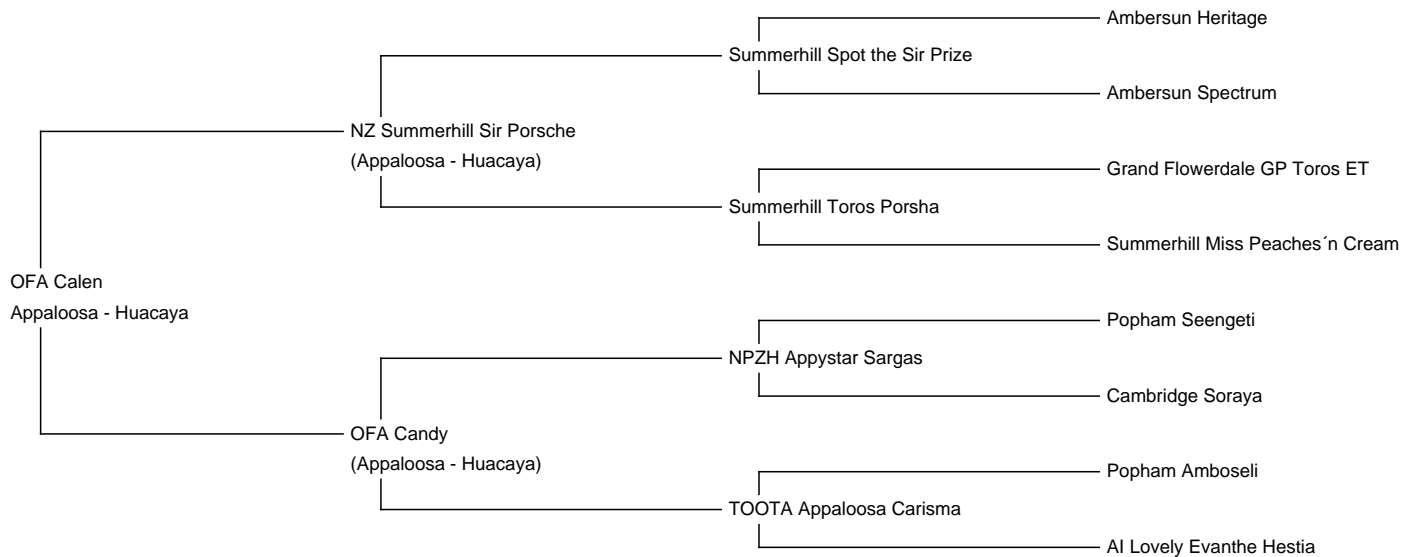 Ambersun Heritage
Summerhill Spot the Sir Prize
Ambersun Spectrum
NZ Summerhill Sir Porsche
(Appaloosa - Huacaya)
Grand Flowerdale GP Toros ET
Summerhill Toros Porsha
Summerhill Miss Peaches´n Cream
OFA Calen
Appaloosa - Huacaya
Popham Seengeti
NPZH Appystar Sargas
Cambridge Soraya
OFA Candy
(Appaloosa - Huacaya)
Popham Amboseli
TOOTA Appaloosa Carisma
AI Lovely Evanthe Hestia